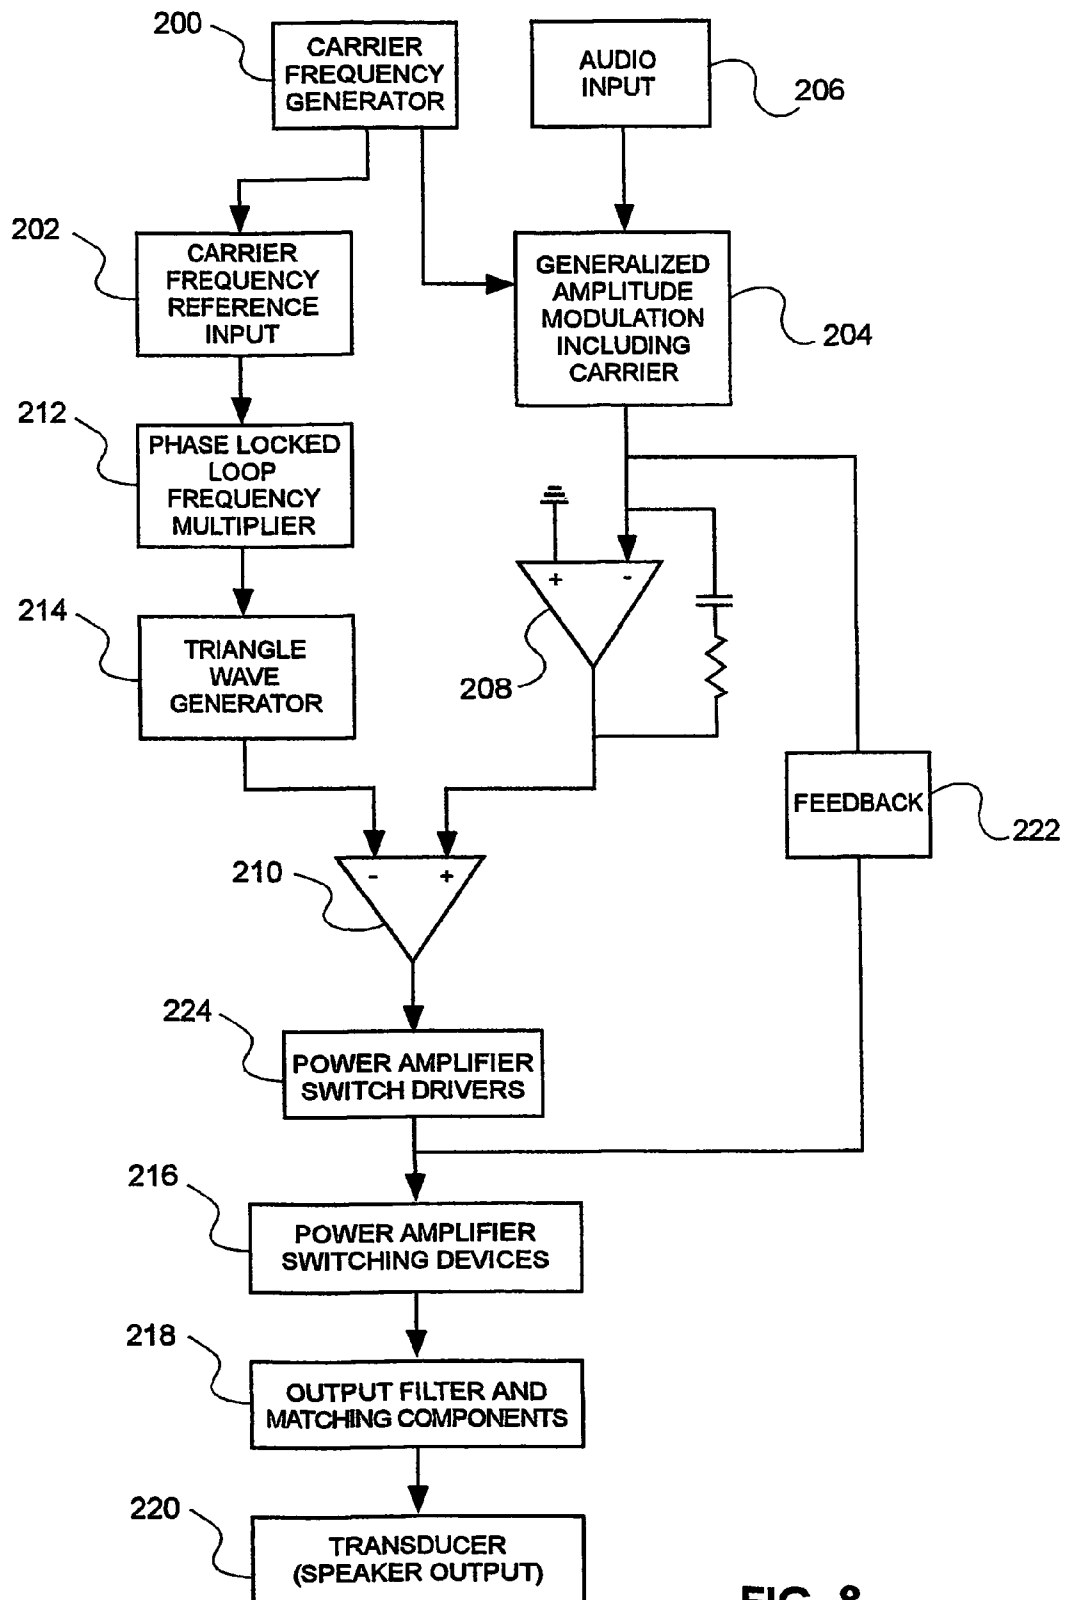 200
CARRIER
FREQUENCY
GENERATOR
AUDIO
INPUT
206
202
CARRIER
FREQUENCY
REFERENCE
INPUT
GENERALIZED
AMPLITUDE
MODULATION
INCLUDING
CARRIER
204
212
PHASE LOCKED
LOOP
FREQUENCY
MULTIPLIER
+ -
214
TRIANGLE
WAVE
GENERATOR
208
FEEDBACK
222
210
- +
224
POWER AMPLIFIER
SWITCH DRIVERS
216
POWER AMPLIFIER
SWITCHING DEVICES
218
OUTPUT FILTER AND
MATCHING COMPONENTS
220
TRANSDUCER
(SPEAKER OUTPUT)
FIG. 8